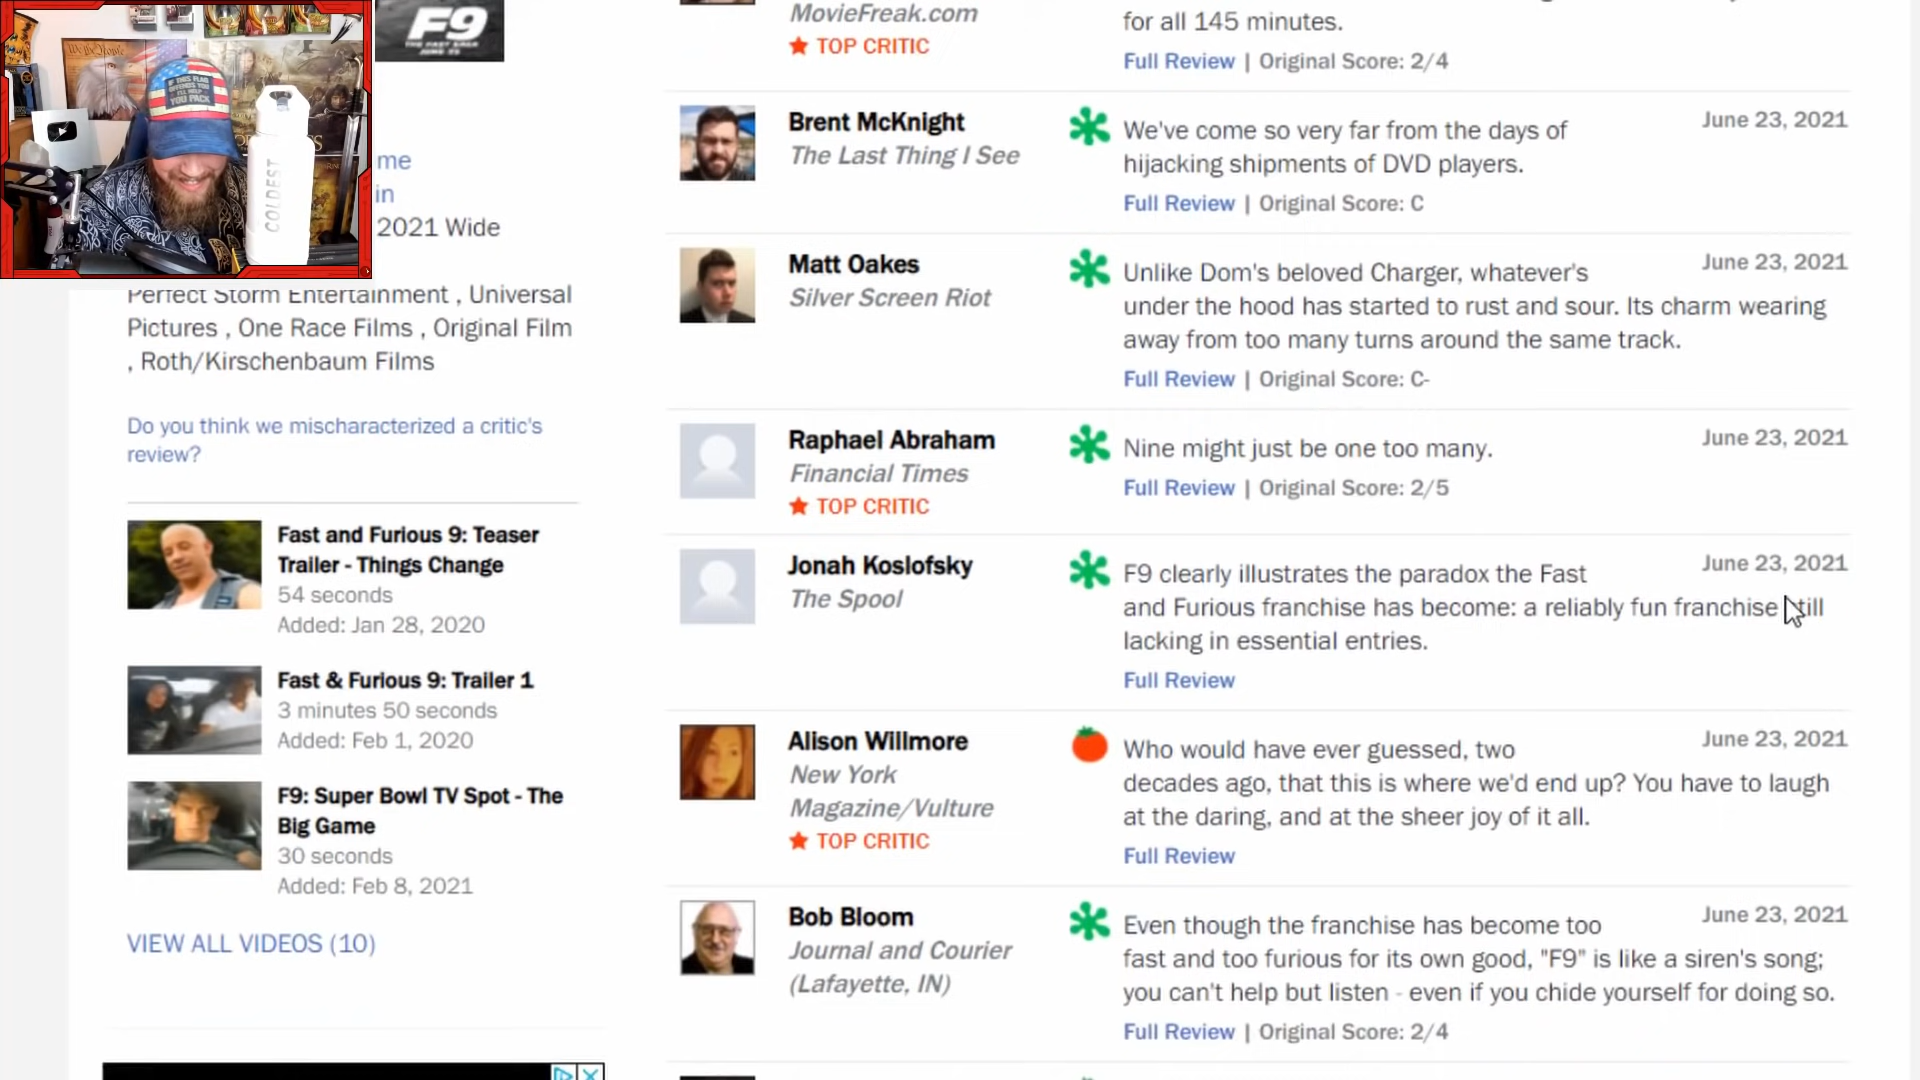 F9
THE FAST SAGA
We the People
IF THIS FLAG
OFFENDS YOU
I'LL HELP
YOU PACK
COLDEST
me
in
2021 Wide
Perfect Storm Entertainment , Universal
Pictures , One Race Films , Original Film
, Roth/Kirschenbaum Films
Do you think we mischaracterized a critic's
review?
Fast and Furious 9: Teaser
Trailer - Things Change
54 seconds
Added: Jan 28, 2020
Fast & Furious 9: Trailer 1
3 minutes 50 seconds
Added: Feb 1, 2020
F9: Super Bowl TV Spot - The
Big Game
30 seconds
Added: Feb 8, 2021
VIEW ALL VIDEOS (10)
MovieFreak.com
TOP CRITIC
for all 145 minutes.
Full Review | Original Score: 2/4
Brent McKnight
The Last Thing I See
June 23, 2021
We've come so very far from the days of
hijacking shipments of DVD players.
Full Review | Original Score: C
Matt Oakes
Silver Screen Riot
June 23, 2021
Unlike Dom's beloved Charger, whatever's
under the hood has started to rust and sour. Its charm wearing
away from too many turns around the same track.
Full Review | Original Score: C-
Raphael Abraham
Financial Times
TOP CRITIC
June 23, 2021
Nine might just be one too many.
Full Review | Original Score: 2/5
Jonah Koslofsky
The Spool
June 23, 2021
F9 clearly illustrates the paradox the Fast
and Furious franchise has become: a reliably fun franchise still
lacking in essential entries.
Full Review
Alison Willmore
New York
Magazine/Vulture
TOP CRITIC
June 23, 2021
Who would have ever guessed, two
decades ago, that this is where we'd end up? You have to laugh
at the daring, and at the sheer joy of it all.
Full Review
Bob Bloom
Journal and Courier
(Lafayette, IN)
June 23, 2021
Even though the franchise has become too
fast and too furious for its own good, "F9" is like a siren's song;
you can't help but listen - even if you chide yourself for doing so.
Full Review | Original Score: 2/4